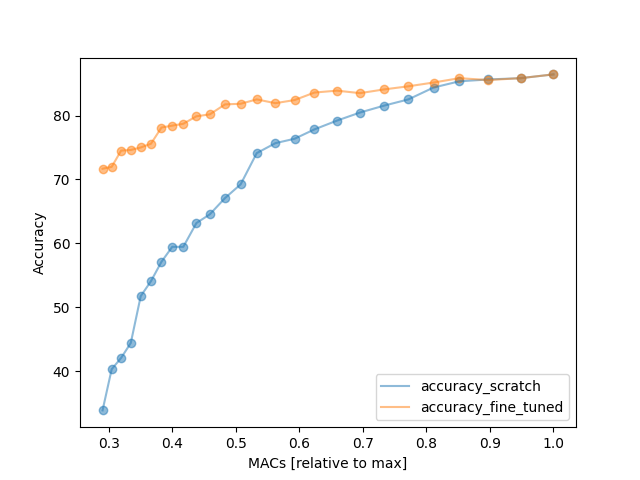 80
70
60
50
40
Accuracy
0.3 0.4 0.5 0.6 0.7 0.8 0.9 1.0
MACs [relative to max]
accuracy_scratch
accuracy_fine_tuned